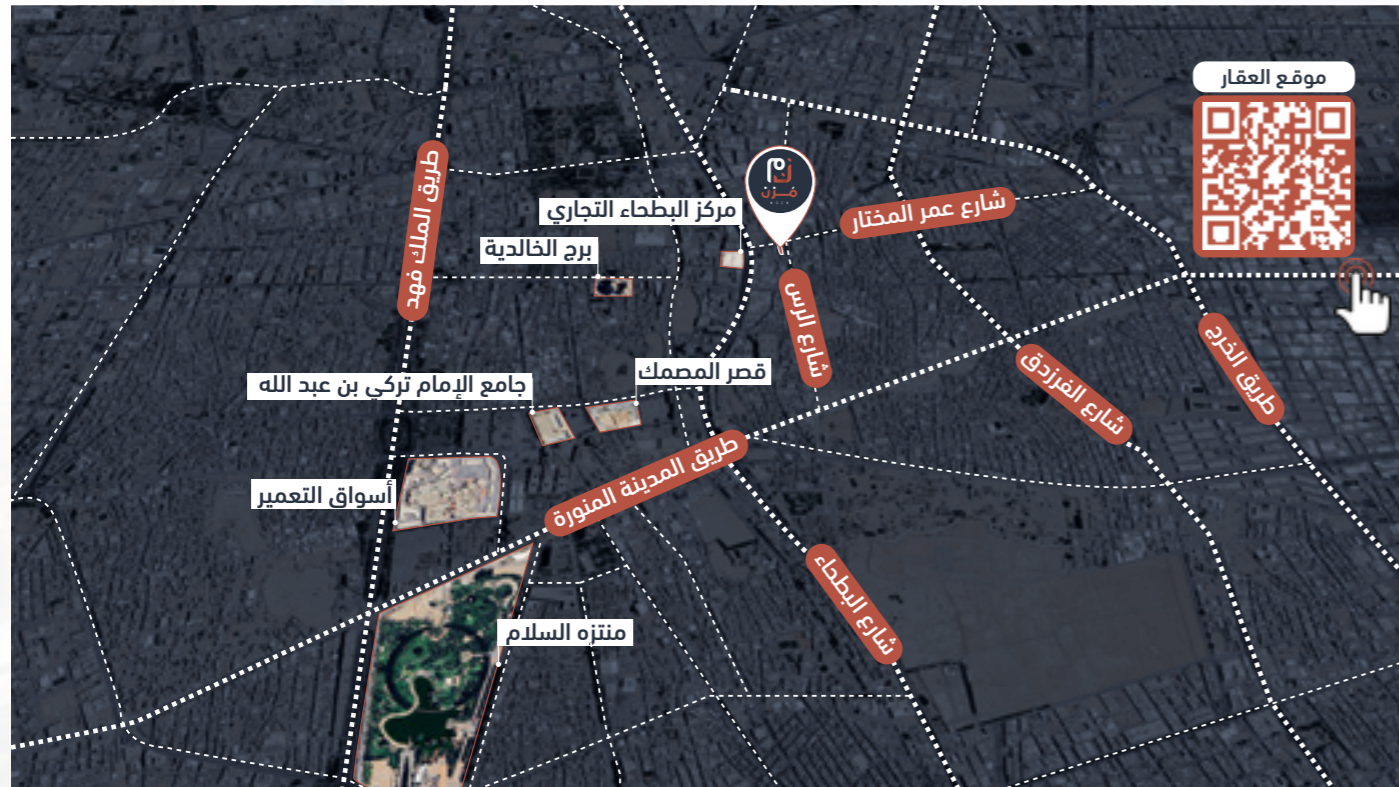 موقع العقار
طريق الملك فهد
مزن
شارع عمر المختار
مركز البطحاء التجاري
برج الخالدية
شارع الرس
طريق الخرج
شارع الفرزدق
قصر المصمك
جامع الإمام تركي بن عبد الله
طريق المدينة المنورة
أسواق التعمير
شارع البطحاء
منتزه السلام